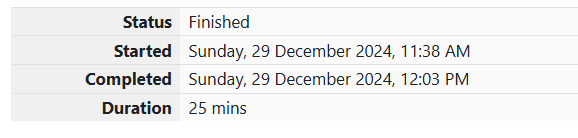 Status Finished
Started Sunday, 29 December 2024, 11:38 AM
Completed Sunday, 29 December 2024, 12:03 PM
Duration 25 mins